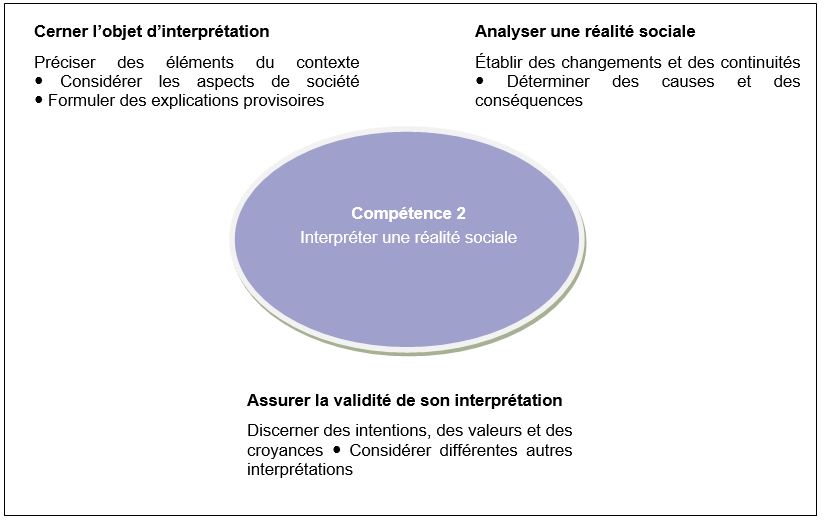 Cerner l’objet d’interprétation
Préciser des éléments du contexte
● Considérer les aspects de société
● Formuler des explications provisoires
Analyser une réalité sociale
Établir des changements et des continuités
● Déterminer des causes et des
conséquences
Compétence 2
Interpréter une réalité sociale
Assurer la validité de son interprétation
Discerner des intentions, des valeurs et des
croyances ● Considérer différentes autres
interprétations